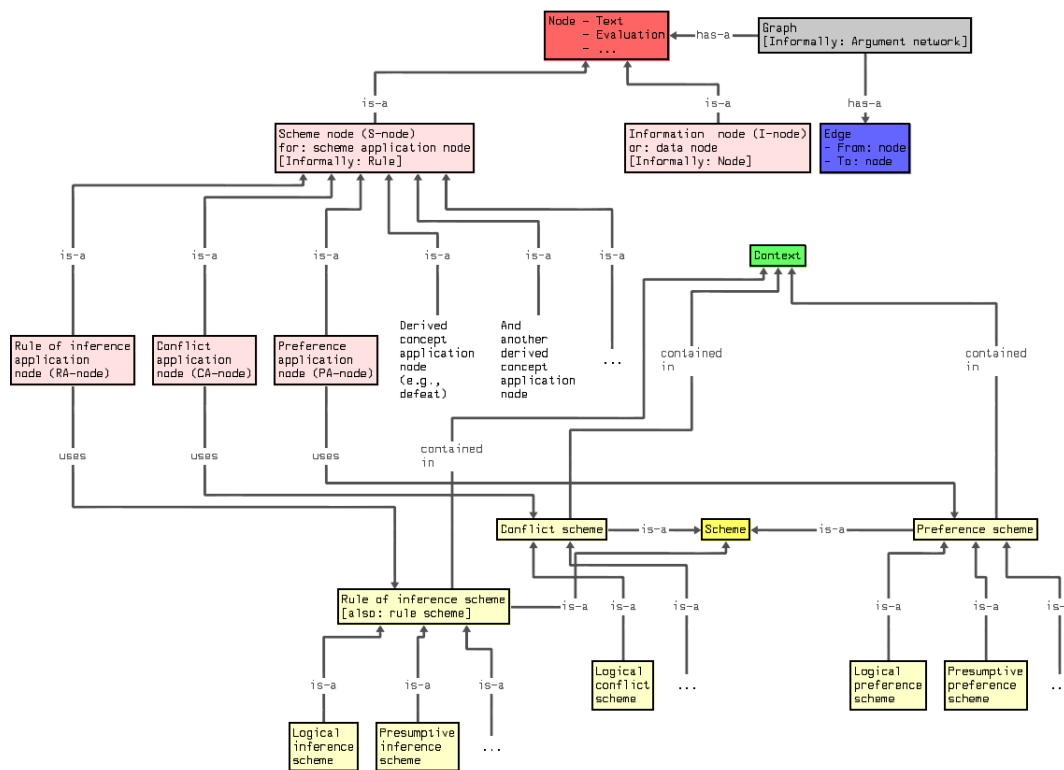 Node - Text
- Evaluation
- ...
has-a
Graph
[Informally: Argument network]
is-a
is-a
has-a
Scheme node (S-node)
for: scheme application node
[Informally: Rule]
Information node (I-node)
or: data node
[Informally: Node]
Edge
- From: node
- To: node
is-a
is-a
is-a
is-a
is-a
is-a
Context
Rule of inference
application
node (RA-node)
Conflict
application
node (CA-node)
Preference
application
node (PA-node)
Derived
concept
application
node
(e.g.,
defeat)
And
another
derived
concept
application
node
...
contained
in
contained
in
uses
uses
uses
contained
in
Conflict scheme
is-a
Scheme
is-a
Preference scheme
Rule of inference scheme
[also: rule scheme]
is-a
is-a
is-a
is-a
is-a
is-a
is-a
is-a
is-a
Logical
conflict
scheme
...
Logical
preference
scheme
Presumptive
preference
scheme
...
Logical
inference
scheme
Presumptive
inference
scheme
...